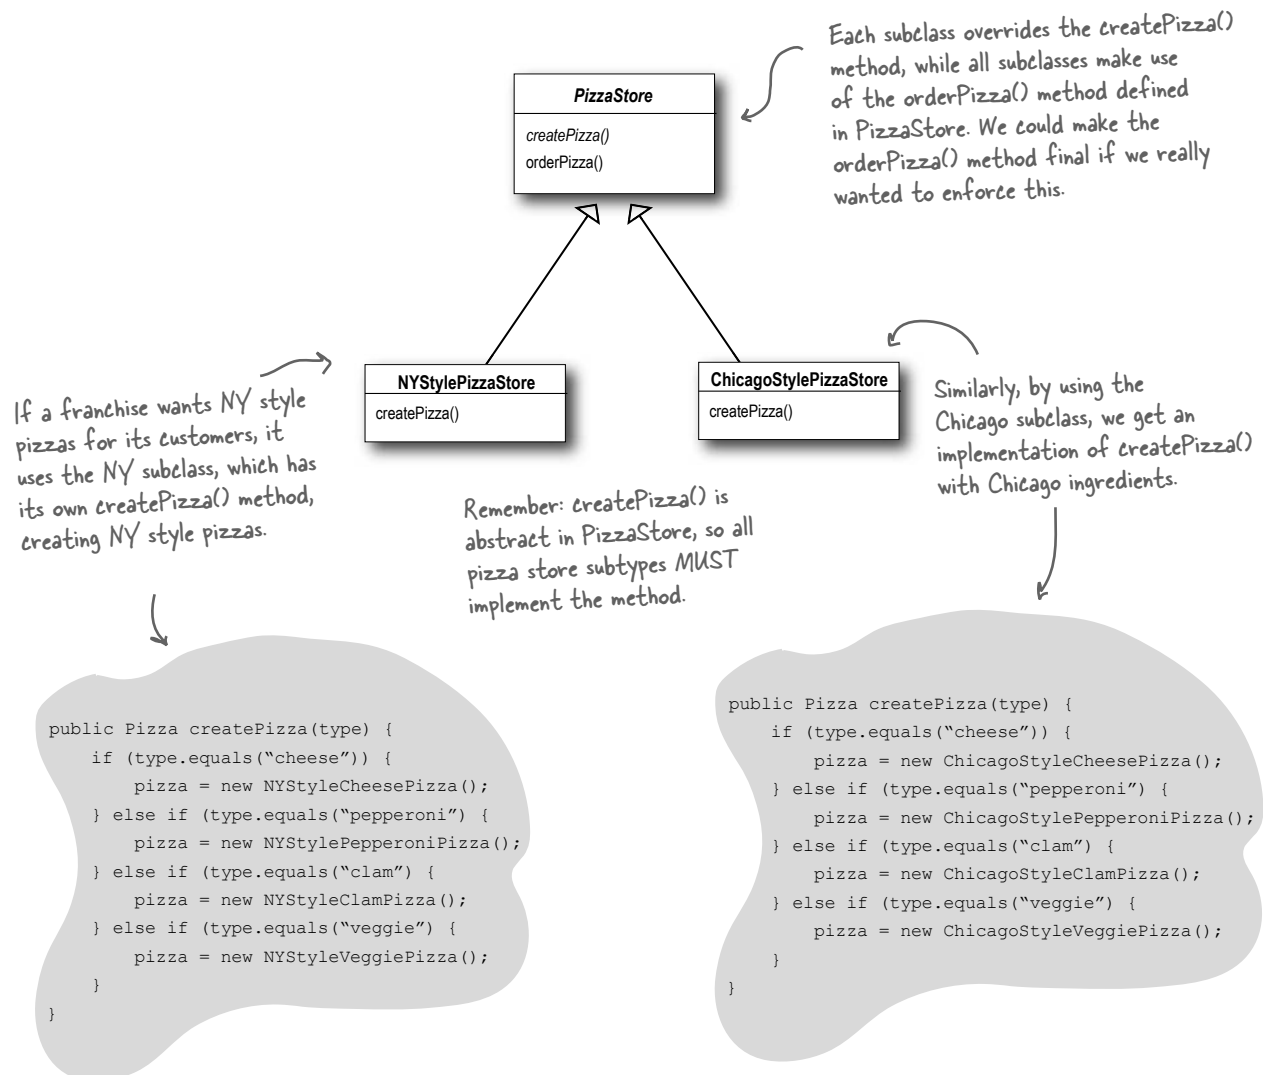 Each subclass overrides the createPizza()
method, while all subclasses make use
of the orderPizza() method defined
in PizzaStore. We could make the
orderPizza() method final if we really
wanted to enforce this.
PizzaStore
createPizza()
orderPizza()
NYStylePizzaStore
createPizza()
ChicagoStylePizzaStore
createPizza()
If a franchise wants NY style
pizzas for its customers, it
uses the NY subclass, which has
its own createPizza() method,
creating NY style pizzas.
Remember: createPizza() is
abstract in PizzaStore, so all
pizza store subtypes MUST
implement the method.
Similarly, by using the
Chicago subclass, we get an
implementation of createPizza()
with Chicago ingredients.
public Pizza createPizza(type) {
    if (type.equals(“cheese”)) {
        pizza = new NYStyleCheesePizza();
    } else if (type.equals(“pepperoni”) {
        pizza = new NYStylePepperoniPizza();
    } else if (type.equals(“clam”) {
        pizza = new NYStyleClamPizza();
    } else if (type.equals(“veggie”) {
        pizza = new NYStyleVeggiePizza();
    }
}
public Pizza createPizza(type) {
    if (type.equals(“cheese”)) {
        pizza = new ChicagoStyleCheesePizza();
    } else if (type.equals(“pepperoni”) {
        pizza = new ChicagoStylePepperoniPizza();
    } else if (type.equals(“clam”) {
        pizza = new ChicagoStyleClamPizza();
    } else if (type.equals(“veggie”) {
        pizza = new ChicagoStyleVeggiePizza();
    }
}